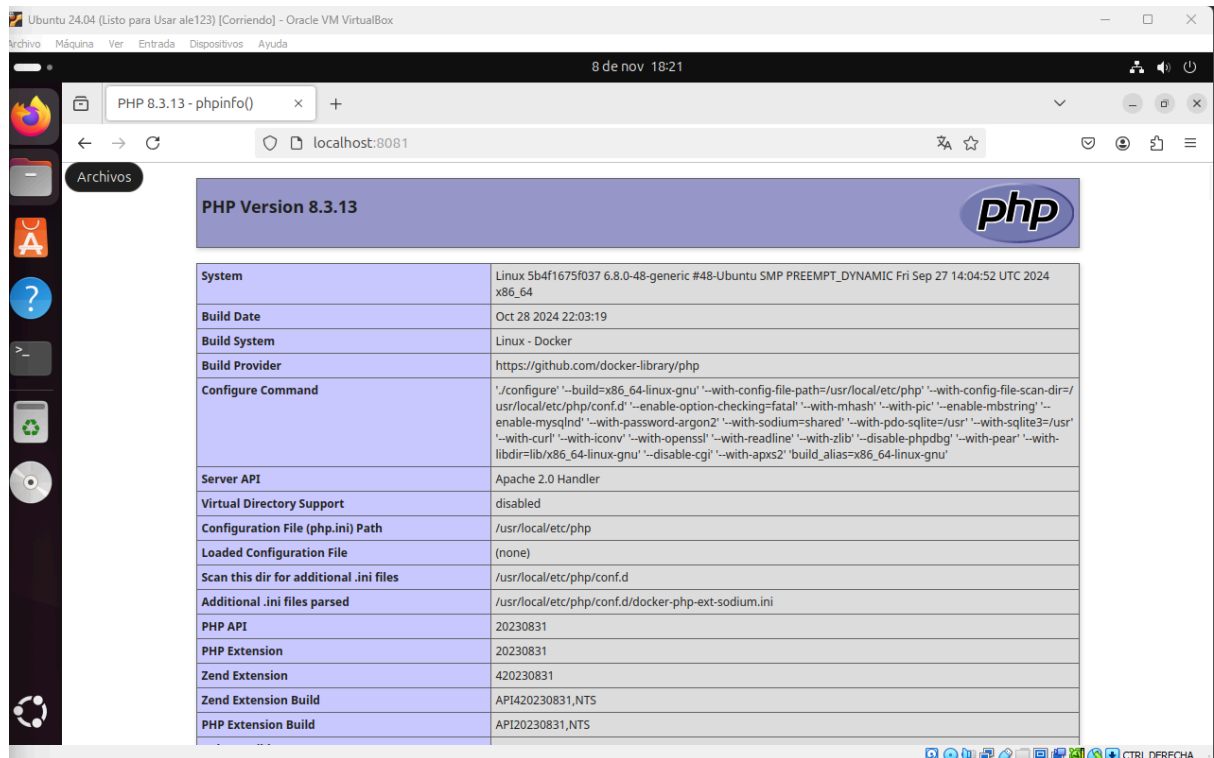 Ubuntu 24.04 (Listo para Usar ale123) [Corriendo] - Oracle VM VirtualBox
Archivo Máquina Ver Entrada Dispositivos Ayuda
8 de nov 18:21
PHP 8.3.13 - phpinfo()
localhost:8081
Archivos
PHP Version 8.3.13
php
System
Linux 5b4f1675f037 6.8.0-48-generic #48-Ubuntu SMP PREEMPT_DYNAMIC Fri Sep 27 14:04:52 UTC 2024
x86_64
Build Date
Oct 28 2024 22:03:19
Build System
Linux - Docker
Build Provider
https://github.com/docker-library/php
Configure Command
'./configure' '--build=x86_64-linux-gnu' '--with-config-file-path=/usr/local/etc/php' '--with-config-file-scan-dir=/
usr/local/etc/php/conf.d' '--enable-option-checking=fatal' '--with-mhash' '--with-pic' '--enable-mbstring' '--
enable-mysqlnd' '--with-password-argon2' '--with-sodium=shared' '--with-pdo-sqlite=/usr' '--with-sqlite3=/usr'
'--with-curl' '--with-iconv' '--with-openssl' '--with-readline' '--with-zlib' '--disable-phpdbg' '--with-pear' '--with-
libdir=lib/x86_64-linux-gnu' '--disable-cgi' '--with-apxs2' 'build_alias=x86_64-linux-gnu'
Server API
Apache 2.0 Handler
Virtual Directory Support
disabled
Configuration File (php.ini) Path
/usr/local/etc/php
Loaded Configuration File
(none)
Scan this dir for additional .ini files
/usr/local/etc/php/conf.d
Additional .ini files parsed
/usr/local/etc/php/conf.d/docker-php-ext-sodium.ini
PHP API
20230831
PHP Extension
20230831
Zend Extension
420230831
Zend Extension Build
API420230831,NTS
PHP Extension Build
API20230831,NTS
CTRL DERECHA